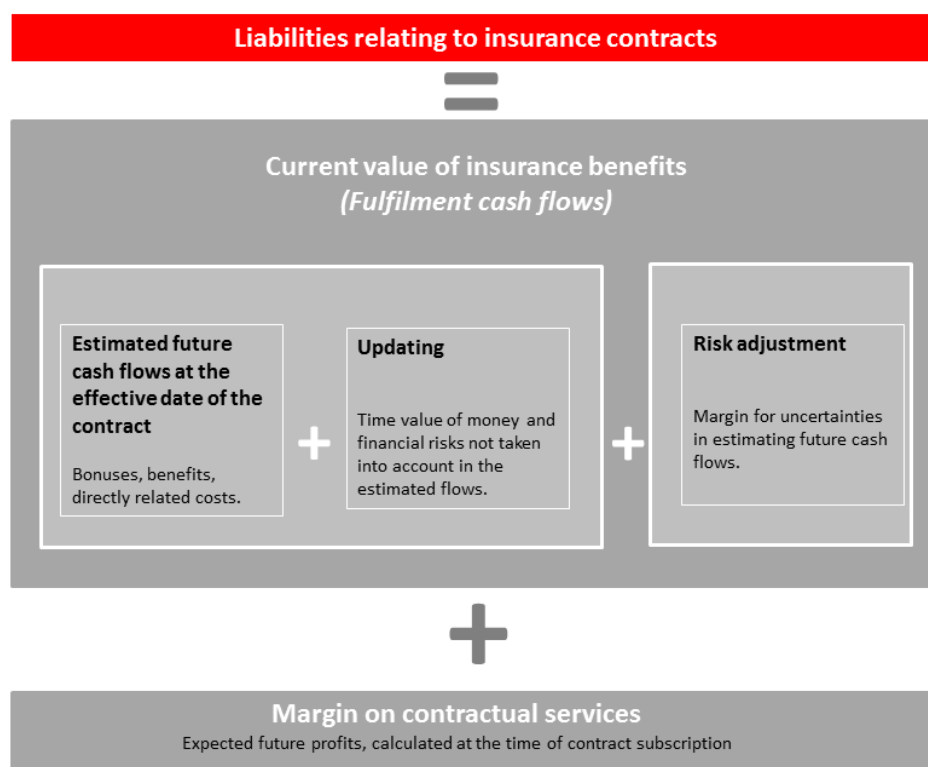 Liabilities relating to insurance contracts
=
Current value of insurance benefits
(Fulfilment cash flows)
Estimated future
cash flows at the
effective date of the
contract
Bonuses, benefits,
directly related costs.
+
Updating
Time value of money and
financial risks not taken
into account in the
estimated flows.
+
Risk adjustment
Margin for uncertainties
in estimating future cash
flows.
+
Margin on contractual services
Expected future profits, calculated at the time of contract subscription